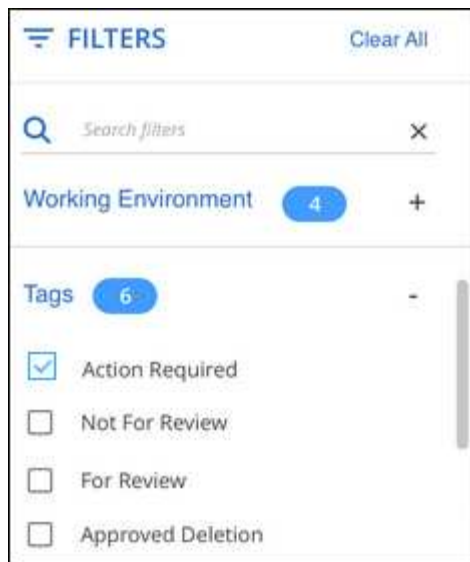 FILTERS Clear All
Search filters ×
Working Environment 4 +
Tags 6 -
Action Required
Not For Review
For Review
Approved Deletion